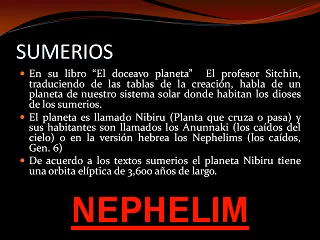 SUMERIOS
En su libro “El doceavo planeta” El profesor Sitchin,
traduciendo de las tablas de la creación, habla de un
planeta de nuestro sistema solar donde habitan los dioses
de los sumerios.
El planeta es llamado Nibiru (Planta que cruza o pasa) y
sus habitantes son llamados los Anunnaki (los caídos del
cielo) o en la versión hebrea los Nephelims (los caídos,
Gen. 6)
De acuerdo a los textos sumerios el planeta Nibiru tiene
una orbita elíptica de 3,600 años de largo.
NEPHELIM